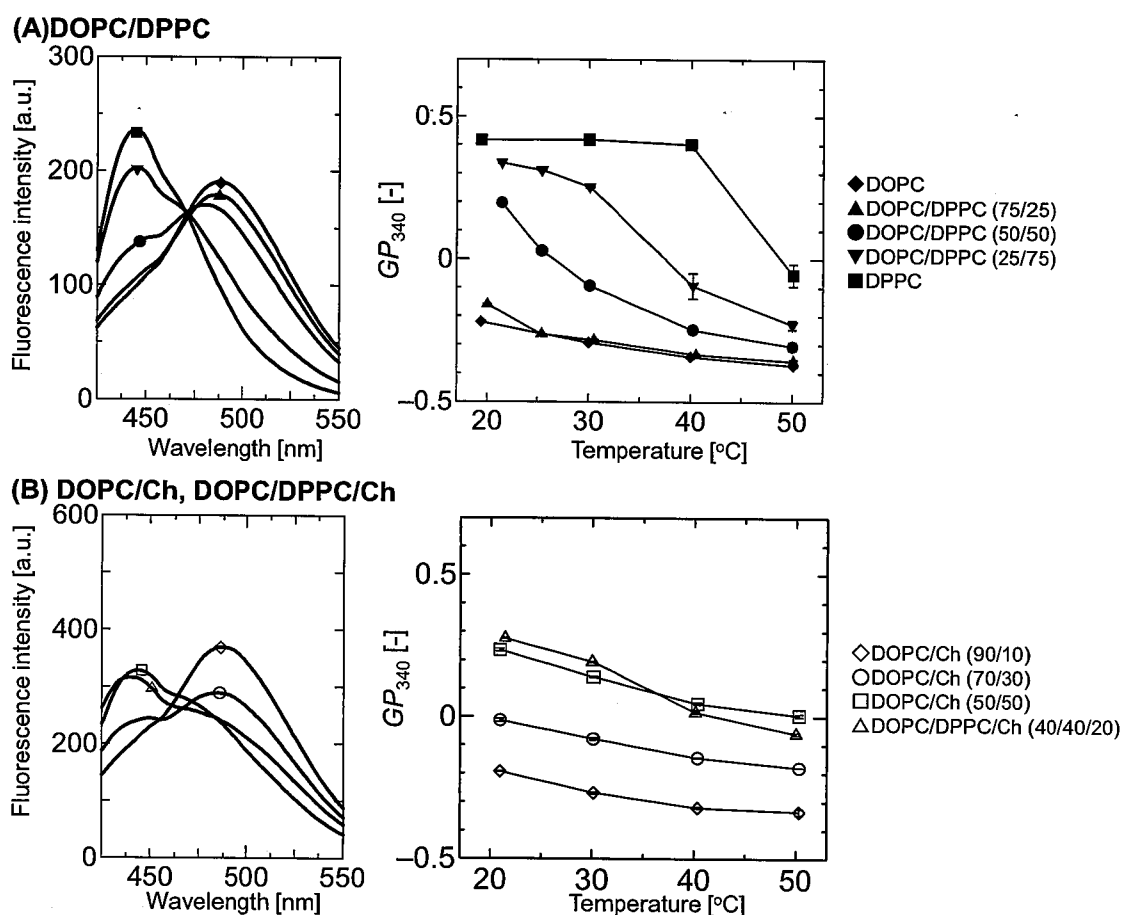 (A)DOPC/DPPC
Fluorescence intensity [a.u.]
300
200
100
0
450
500
550
Wavelength [nm]
GP340 [-]
0.5
0
–0.5
20
30
40
50
Temperature [oC]
DOPC
DOPC/DPPC (75/25)
DOPC/DPPC (50/50)
DOPC/DPPC (25/75)
DPPC
(B) DOPC/Ch, DOPC/DPPC/Ch
Fluorescence intensity [a.u.]
600
400
200
0
450
500
550
Wavelength [nm]
GP340 [-]
0.5
0
–0.5
20
30
40
50
Temperature [oC]
DOPC/Ch (90/10)
DOPC/Ch (70/30)
DOPC/Ch (50/50)
DOPC/DPPC/Ch (40/40/20)